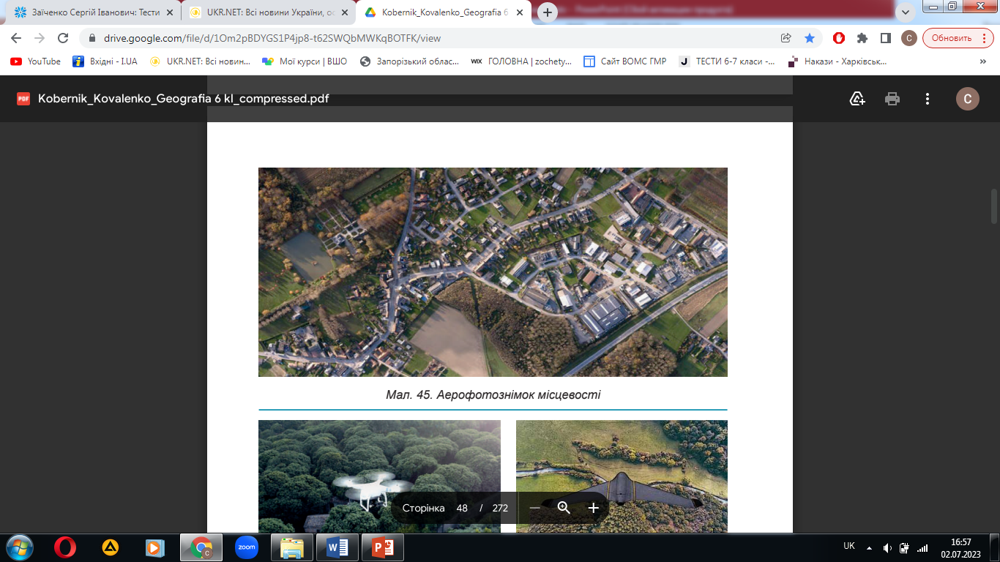 Заїченко Сергій Іванович: Тести
UKR.NET: Всі новини України, ос
Kobernik_Kovalenko_Geografia 6
drive.google.com/file/d/1Om2pBDYGS1P4jp8-t62SWQbMWKqBOTFK/view
С
Обновить
YouTube
Вхідні - I.UA
UKR.NET: Всі новин...
Мої курси | ВШО
Запорізький облас...
WIX ГОЛОВНА | zochety...
Сайт ВОМС ГМР
J ТЕСТИ 6-7 класи -...
Накази - Харківськ...
»
PDF Kobernik_Kovalenko_Geografia 6 kl_compressed.pdf
С
Мал. 45. Аерофотознімок місцевості
Сторінка 48 / 272
zoom
UK
16:57
02.07.2023